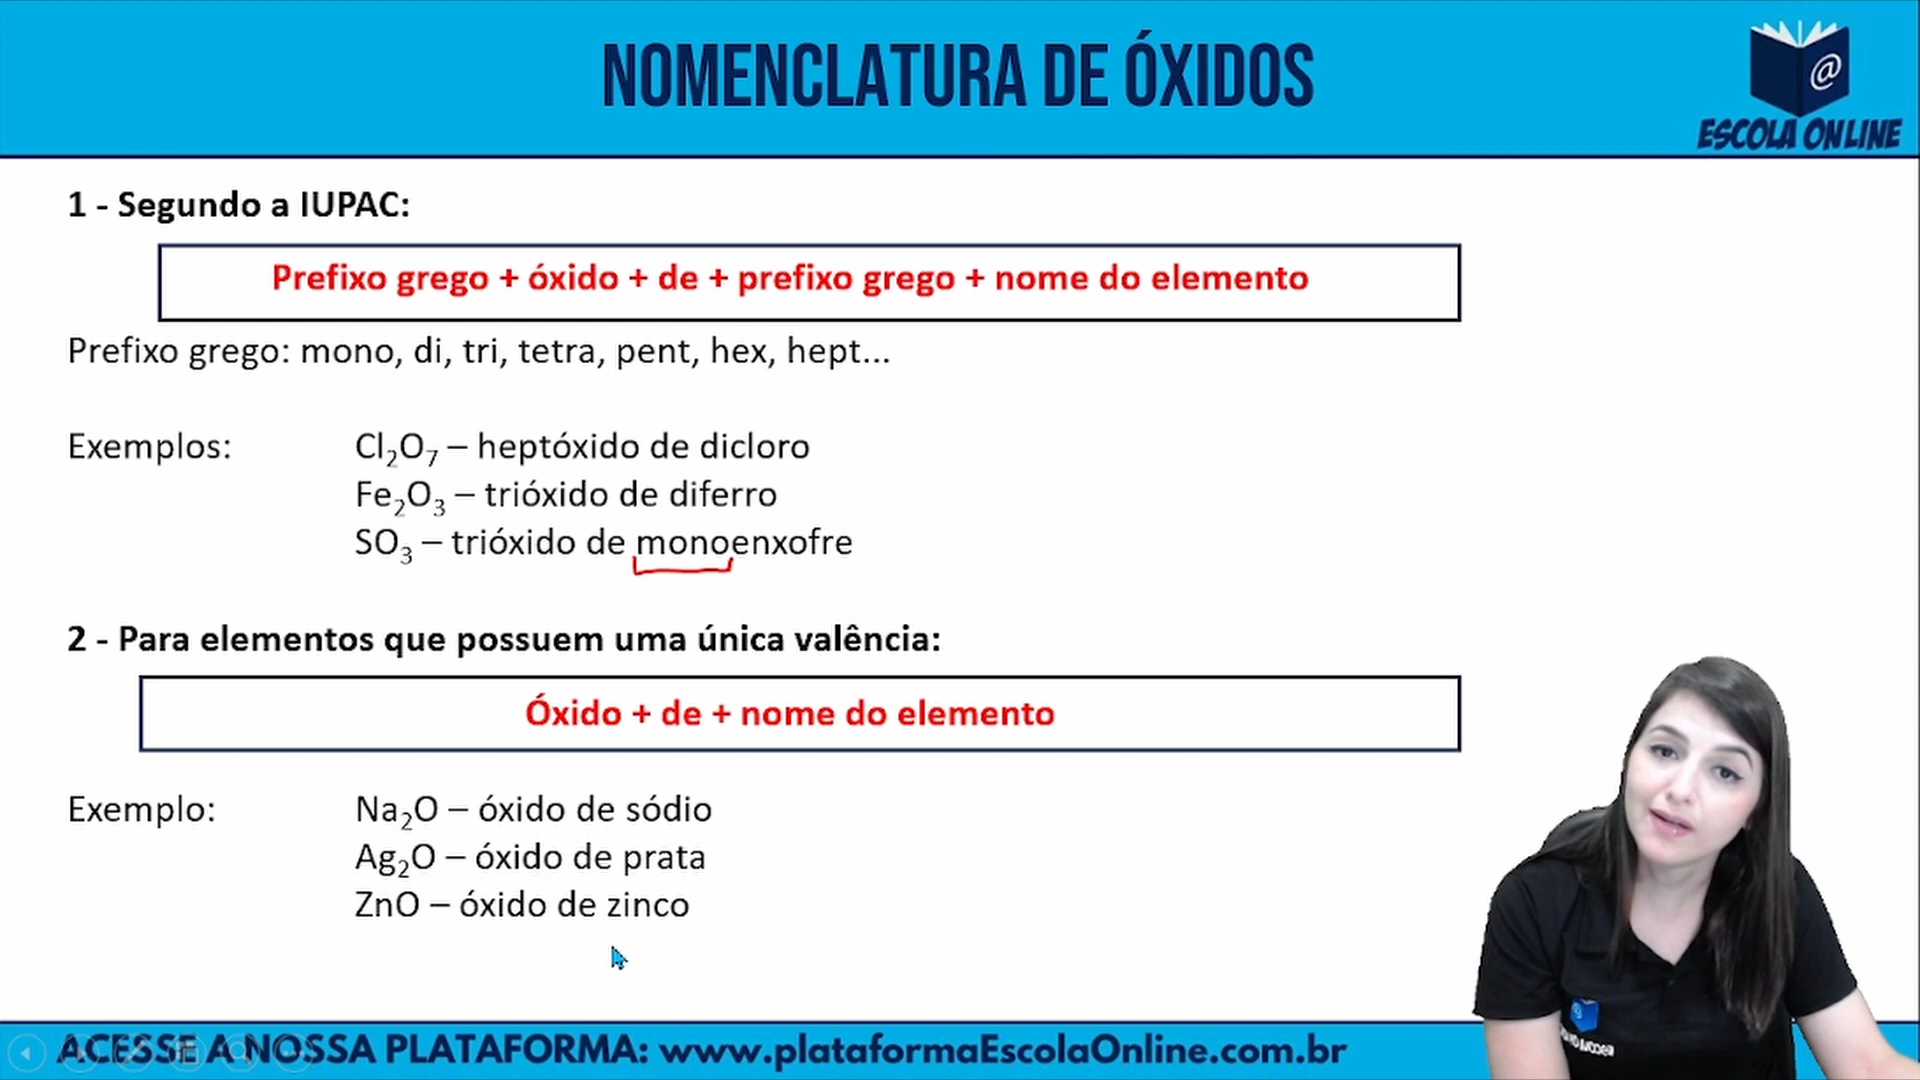 NOMENCLATURA DE ÓXIDOS
@
ESCOLA ONLINE
1 - Segundo a IUPAC:
Prefixo grego + óxido + de + prefixo grego + nome do elemento
Prefixo grego: mono, di, tri, tetra, pent, hex, hept...
Exemplos: Cl₂O₇ – heptóxido de dicloro
Fe₂O₃ – trióxido de diferro
SO₃ – trióxido de monoenxofre
2 - Para elementos que possuem uma única valência:
Óxido + de + nome do elemento
Exemplo: Na₂O – óxido de sódio
Ag₂O – óxido de prata
ZnO – óxido de zinco
ACESSE A NOSSA PLATAFORMA: www.plataformaEscolaOnline.com.br